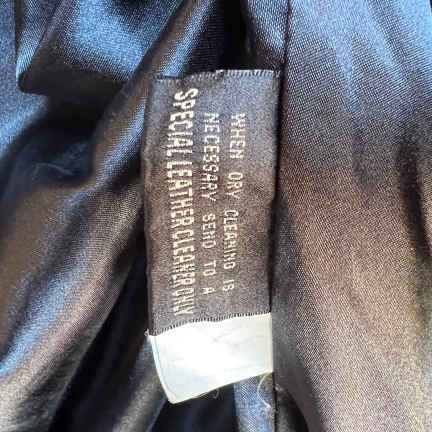 WHEN DRY CLEANING IS
NECESSARY SEND TO A
SPECIAL LEATHER CLEANER ONLY